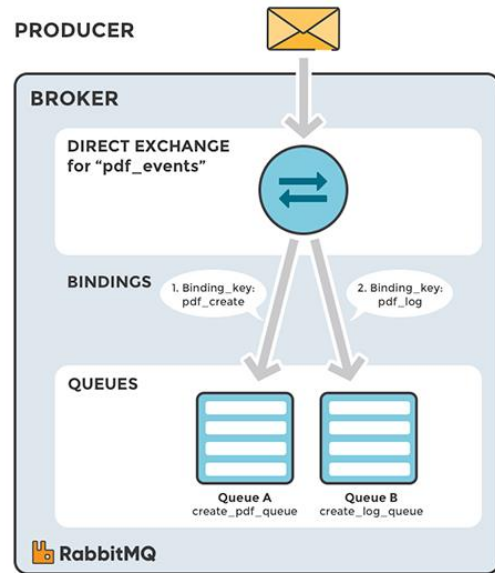 PRODUCER
BROKER
DIRECT EXCHANGE
for “pdf_events”
BINDINGS
1. Binding_key:
pdf_create
2. Binding_key:
pdf_log
QUEUES
Queue A
create_pdf_queue
Queue B
create_log_queue
RabbitMQ